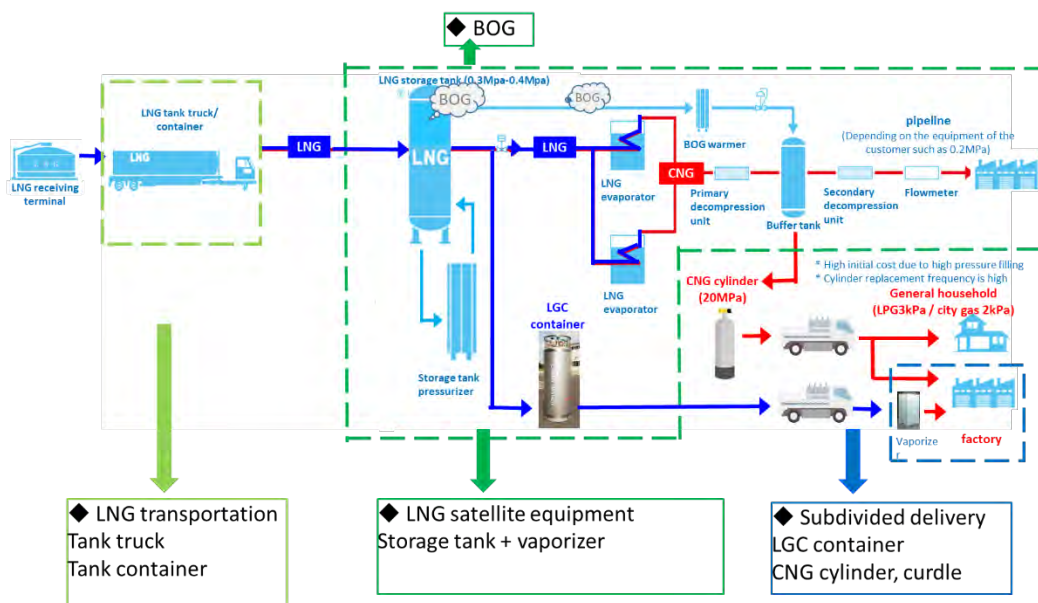 ◆ BOG
LNG storage tank (0.3Mpa-0.4Mpa)
BOG
BOG
LNG tank truck/
container
LNG
LNG receiving
terminal
LNG
LNG
LNG
LNG
evaporator
CNG
BOG warmer
Primary
decompression
unit
Buffer tank
Secondary
decompression
unit
Flowmeter
pipeline
(Depending on the equipment of the
customer such as 0.2MPa)
LNG
evaporator
Storage tank
pressurizer
LGC
container
CNG cylinder
(20MPa)
* High initial cost due to high pressure filling
* Cylinder replacement frequency is high
General household
(LPG3kPa / city gas 2kPa)
Vaporize
r
factory
◆ LNG transportation
Tank truck
Tank container
◆ LNG satellite equipment
Storage tank + vaporizer
◆ Subdivided delivery
LGC container
CNG cylinder, curdle